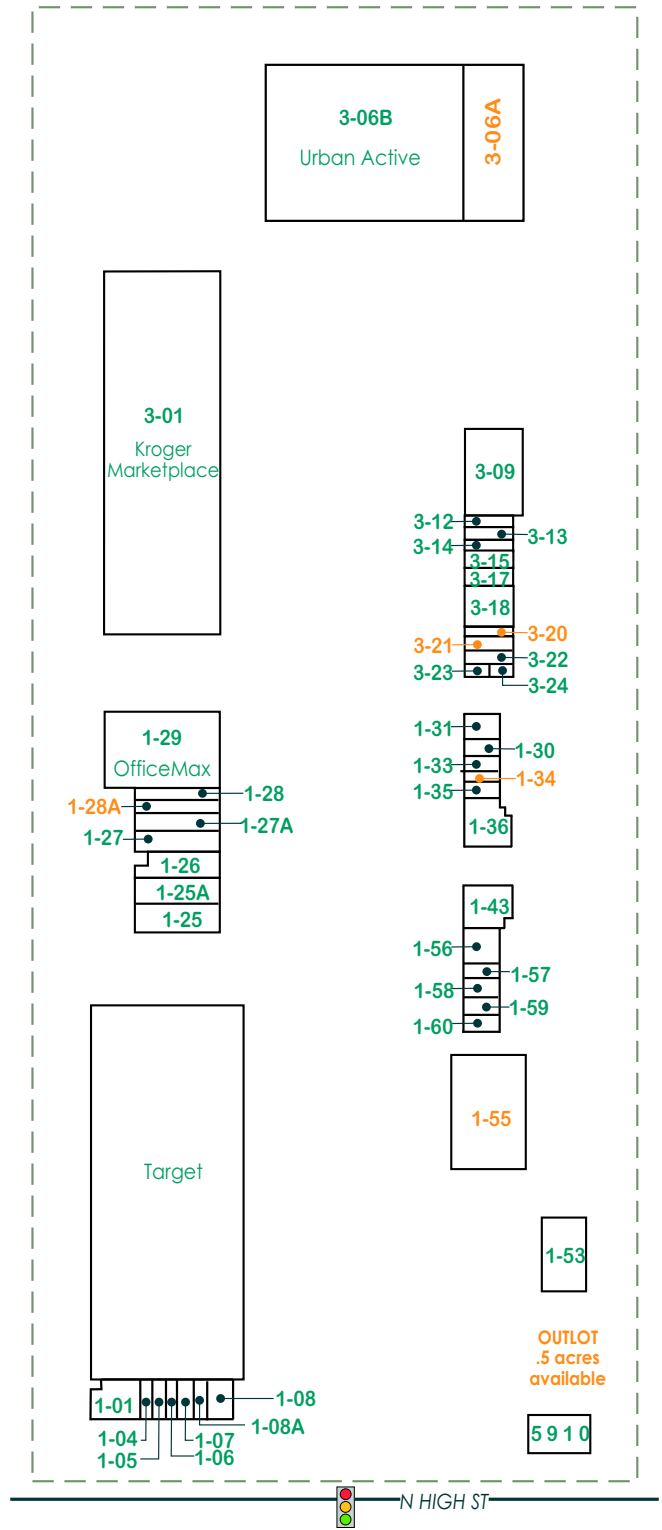 3-06B
Urban Active
3-06A
3-01
Kroger
Marketplace
3-09
3-12
3-13
3-14
3-15
3-17
3-18
3-20
3-21
3-22
3-23
3-24
1-29
OfficeMax
1-28
1-28A
1-27A
1-27
1-26
1-25A
1-25
1-31
1-30
1-33
1-34
1-35
1-36
1-43
1-56
1-57
1-58
1-59
1-60
1-55
Target
1-53
OUTLOT
.5 acres
available
1-01
1-08
1-08A
1-04
1-07
1-05
1-06
5910
N HIGH ST